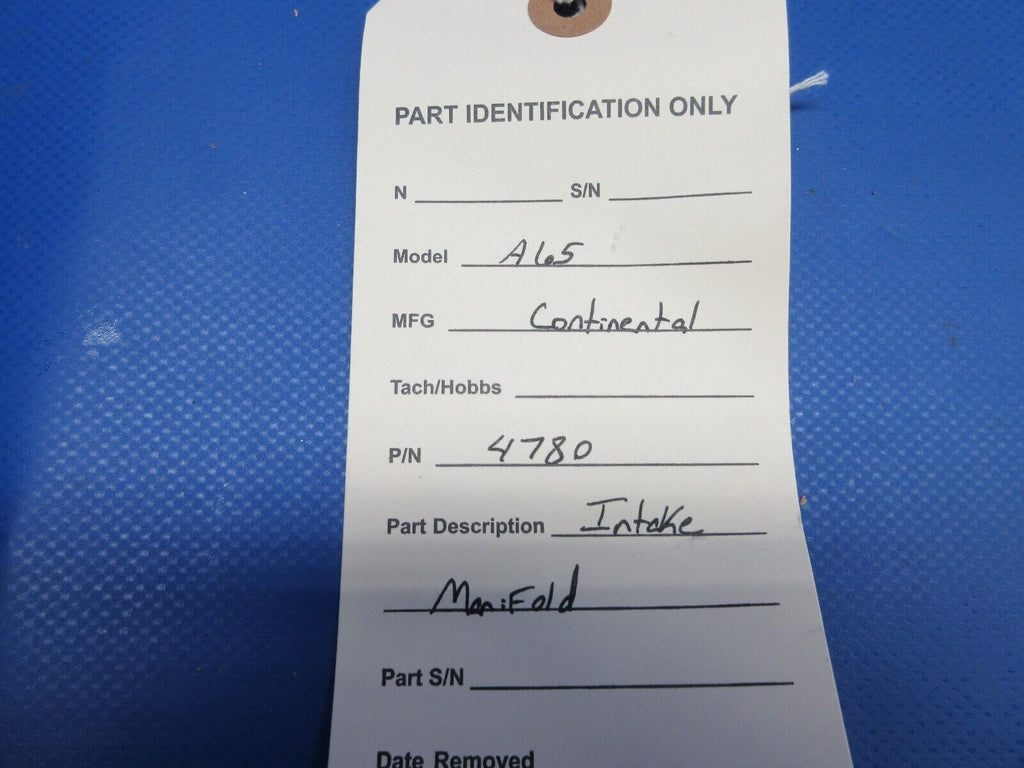 PART IDENTIFICATION ONLY
N S/N
Model A65
MFG Continental
Tach/Hobbs
P/N 4780
Part Description Intake
Manifold
Part S/N
Date Removed